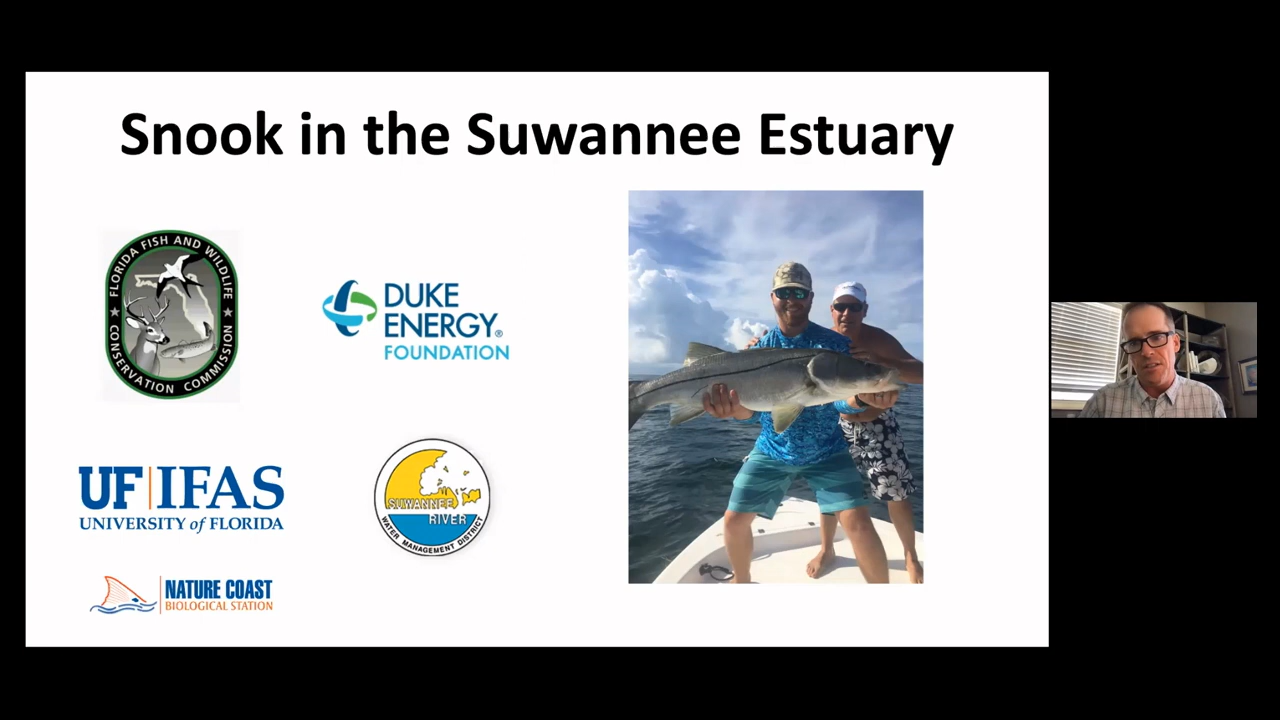 Snook in the Suwannee Estuary
FLORIDA FISH AND WILDLIFE
CONSERVATION COMMISSION
DUKE
ENERGY®
FOUNDATION
UF|IFAS
UNIVERSITY of FLORIDA
SUWANNEE
RIVER
WATER MANAGEMENT DISTRICT
NATURE COAST
BIOLOGICAL STATION